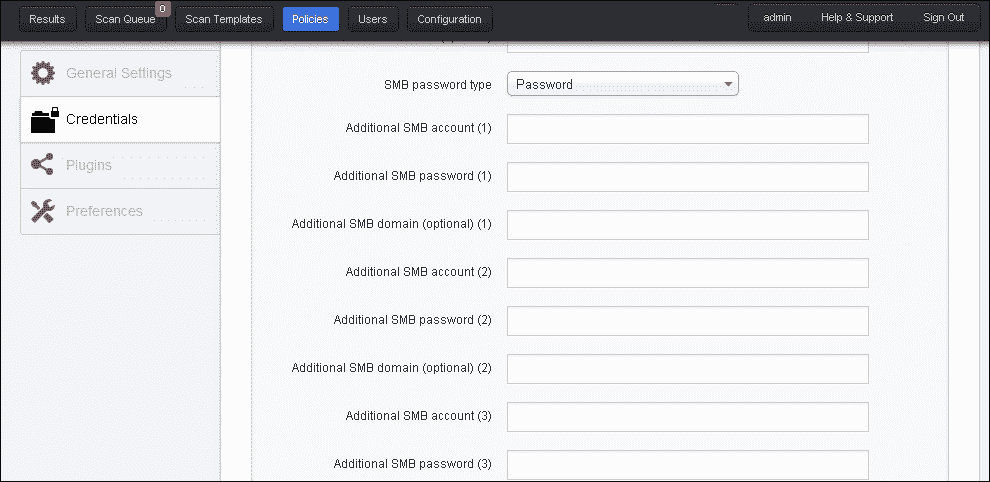 Results
Scan Queue
0
Scan Templates
Policies
Users
Configuration
admin
Help & Support
Sign Out
General Settings
Credentials
Plugins
Preferences
SMB password type
Password
Additional SMB account (1)
Additional SMB password (1)
Additional SMB domain (optional) (1)
Additional SMB account (2)
Additional SMB password (2)
Additional SMB domain (optional) (2)
Additional SMB account (3)
Additional SMB password (3)